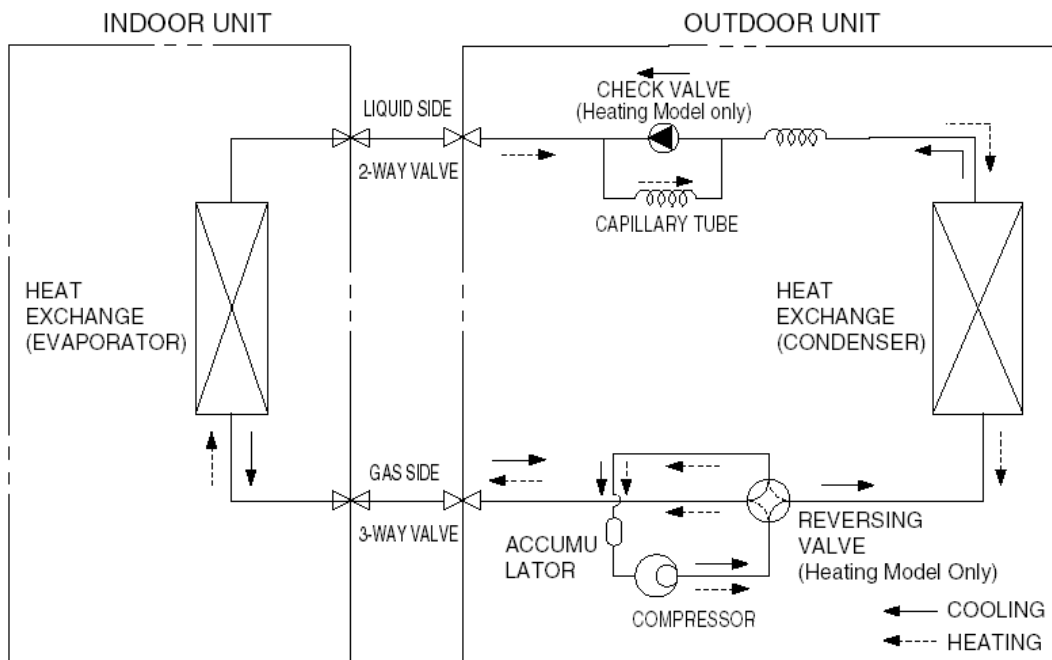 INDOOR UNIT
OUTDOOR UNIT
LIQUID SIDE
2-WAY VALVE
CHECK VALVE
(Heating Model only)
CAPILLARY TUBE
HEAT
EXCHANGE
(EVAPORATOR)
HEAT
EXCHANGE
(CONDENSER)
GAS SIDE
3-WAY VALVE
ACCUMU
LATOR
COMPRESSOR
REVERSING
VALVE
(Heating Model Only)
COOLING
HEATING